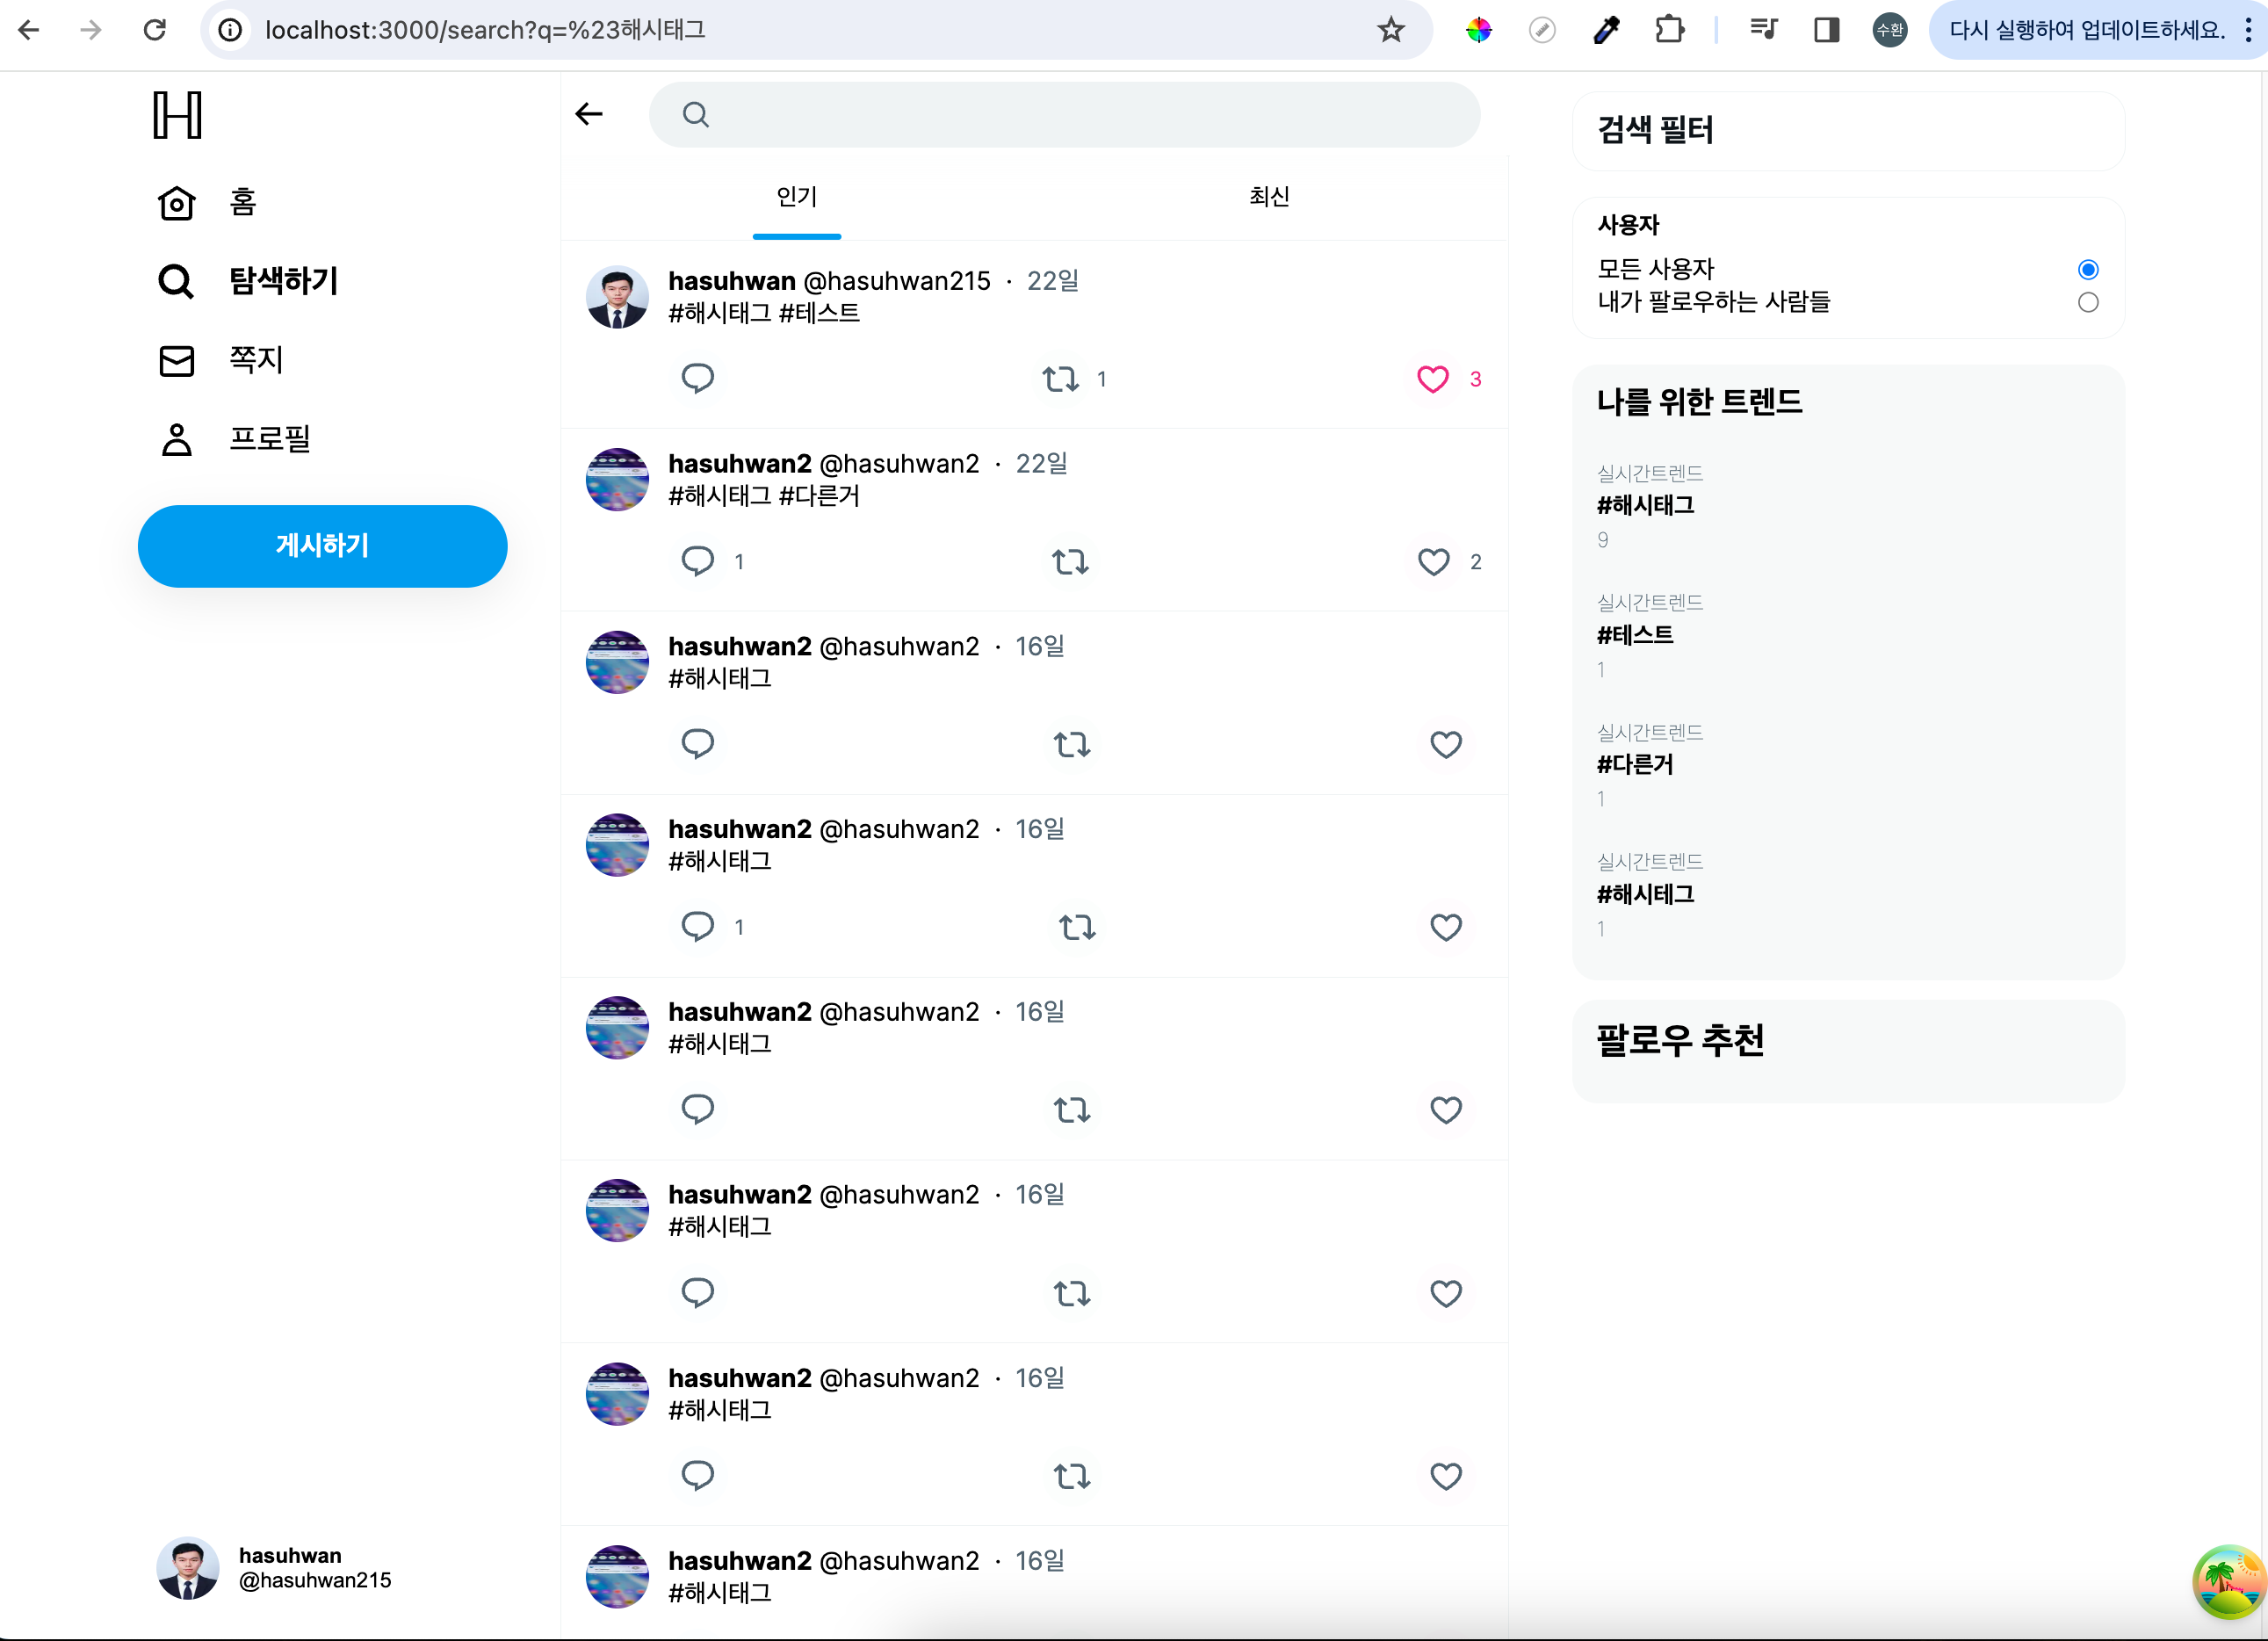 localhost:3000/search?q=%23해시태그
수환
다시 실행하여 업데이트하세요.
H
홈
탐색하기
쪽지
프로필
게시하기
hasuhwan
@hasuhwan215
인기
최신
hasuhwan @hasuhwan215 · 22일
#해시태그 #테스트
1
3
hasuhwan2 @hasuhwan2 · 22일
#해시태그 #다른거
1
2
hasuhwan2 @hasuhwan2 · 16일
#해시태그
hasuhwan2 @hasuhwan2 · 16일
#해시태그
1
hasuhwan2 @hasuhwan2 · 16일
#해시태그
hasuhwan2 @hasuhwan2 · 16일
#해시태그
hasuhwan2 @hasuhwan2 · 16일
#해시태그
hasuhwan2 @hasuhwan2 · 16일
#해시태그
검색 필터
사용자
모든 사용자
내가 팔로우하는 사람들
나를 위한 트렌드
실시간트렌드
#해시태그
9
실시간트렌드
#테스트
1
실시간트렌드
#다른거
1
실시간트렌드
#해시테그
1
팔로우 추천